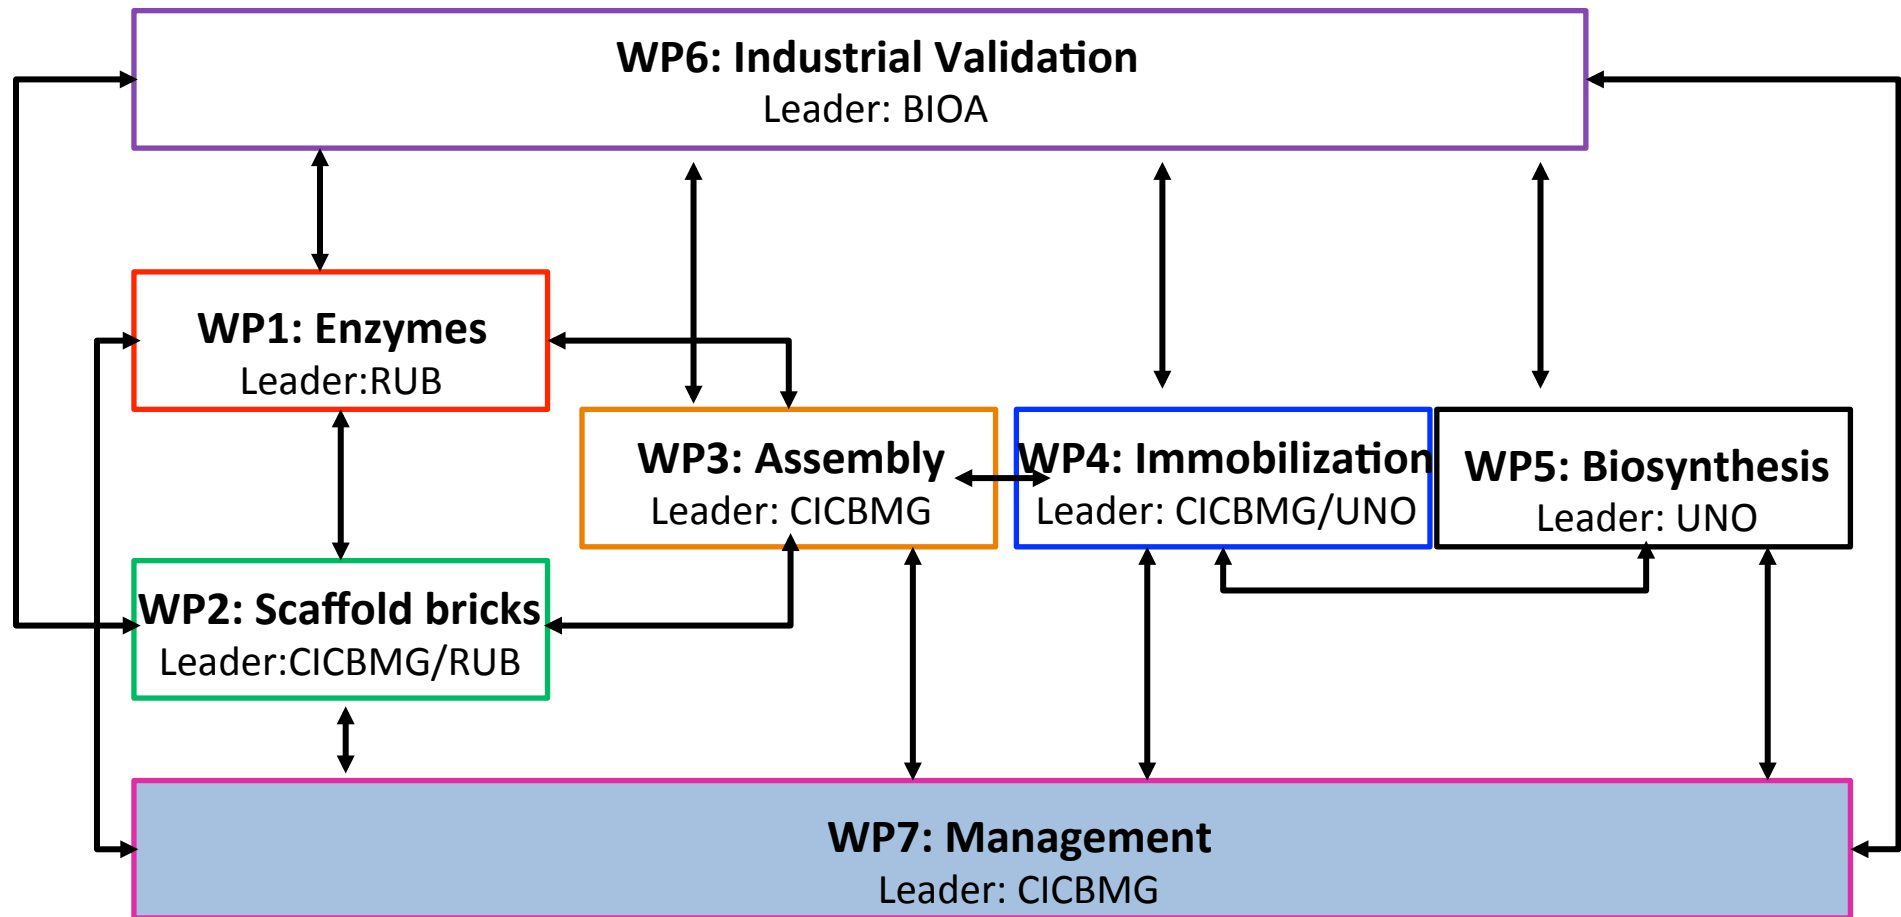 WP6: Industrial Validation
Leader: BIOA
WP1: Enzymes
Leader:RUB
WP3: Assembly
Leader: CICBMG
WP4: Immobilization
Leader: CICBMG/UNO
WP5: Biosynthesis
Leader: UNO
WP2: Scaffold bricks
Leader:CICBMG/RUB
WP7: Management
Leader: CICBMG